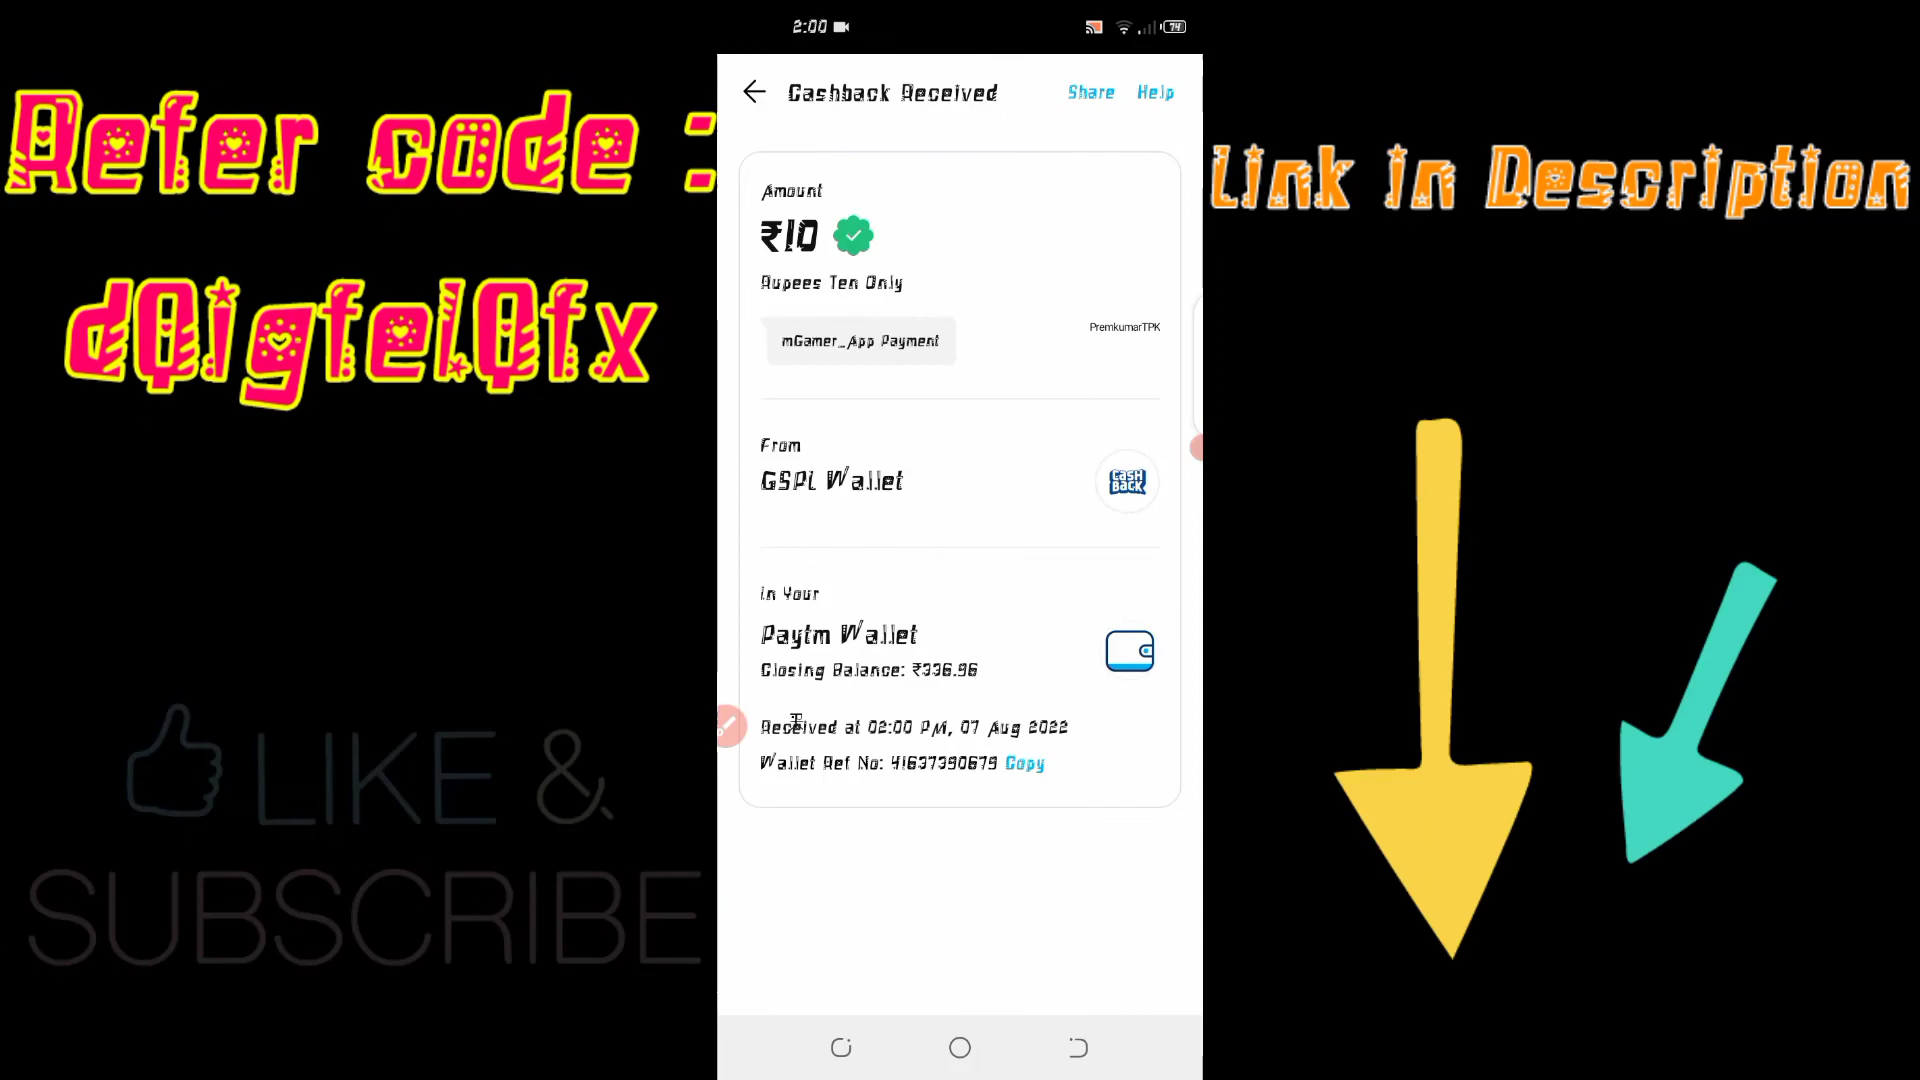 2:00
74
Refer code :
d0igfel0fx
Link in Description
Cashback Received
Share Help
Amount
₹10
Rupees Ten Only
mGamer_App Payment
PremkumarTPK
From
GSPL Wallet
CASH
BACK
in Your
Paytm Wallet
Closing Balance: ₹336.96
Received at 02:00 PM, 07 Aug 2022
Wallet Ref No: 41637390679 Copy
LIKE &
SUBSCRIBE